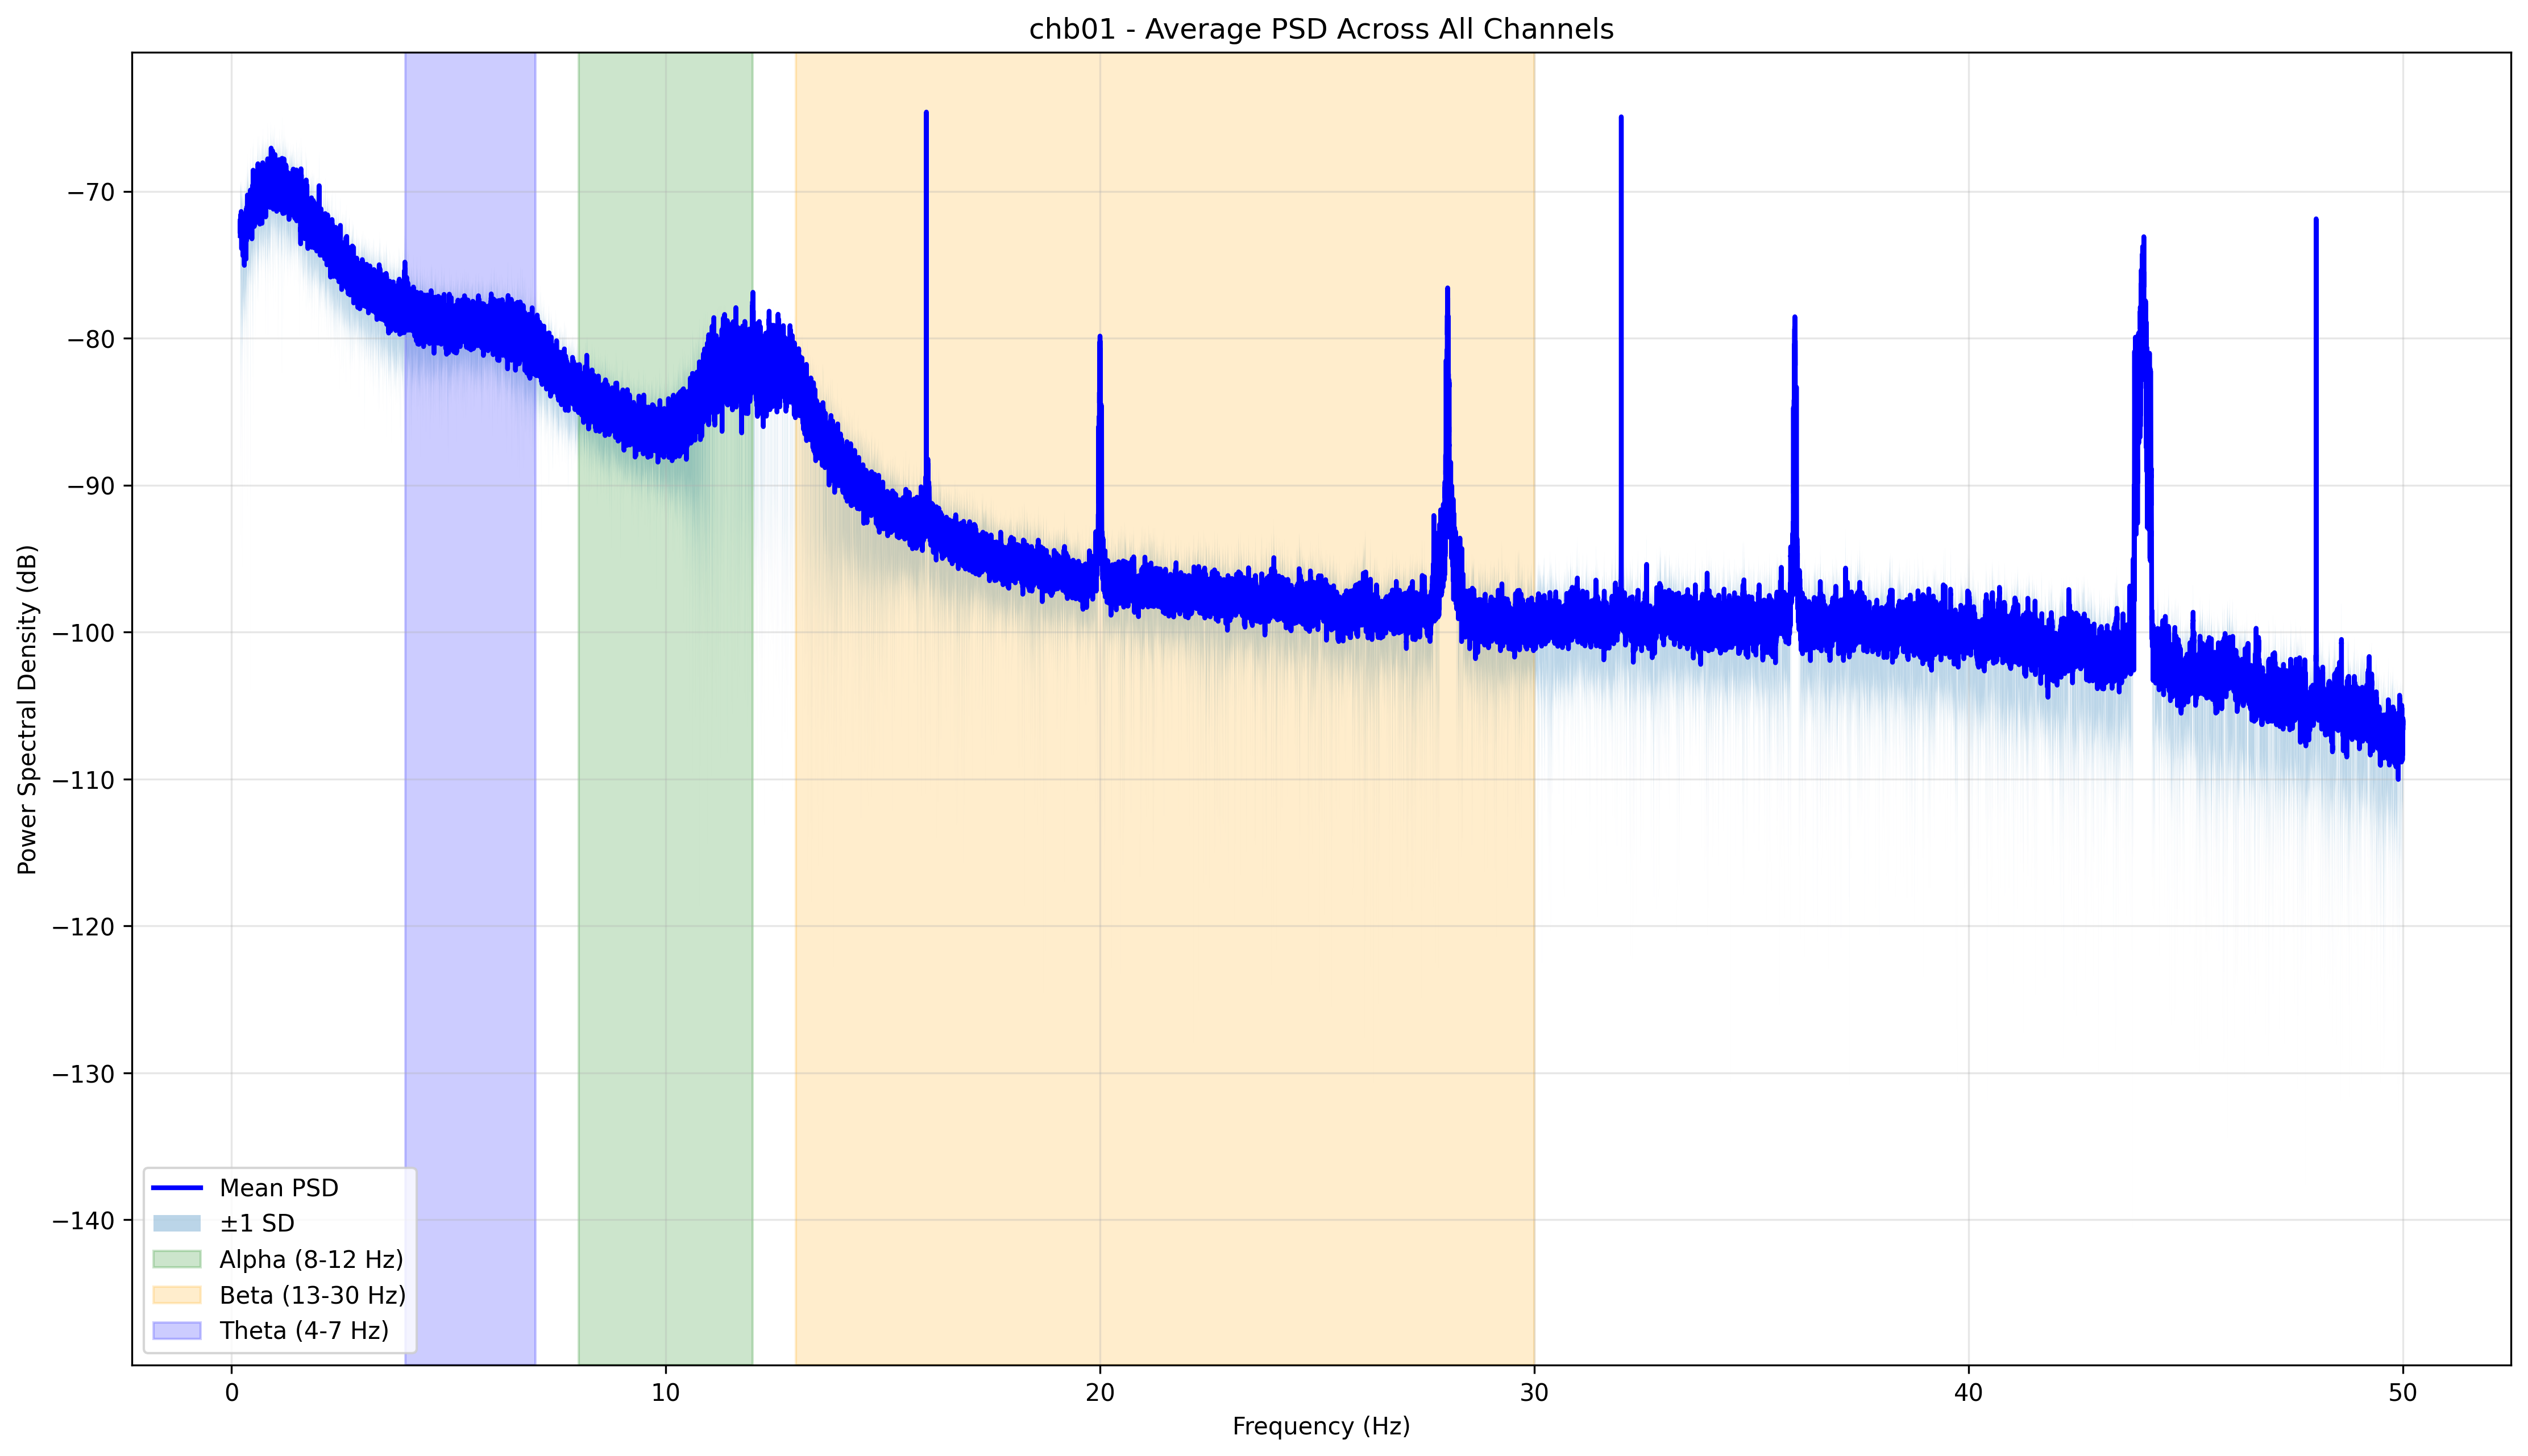 chb01 - Average PSD Across All Channels
Power Spectral Density (dB)
−70
−80
−90
−100
−110
−120
−130
−140
Mean PSD
±1 SD
Alpha (8-12 Hz)
Beta (13-30 Hz)
Theta (4-7 Hz)
0 10 20 30 40 50
Frequency (Hz)